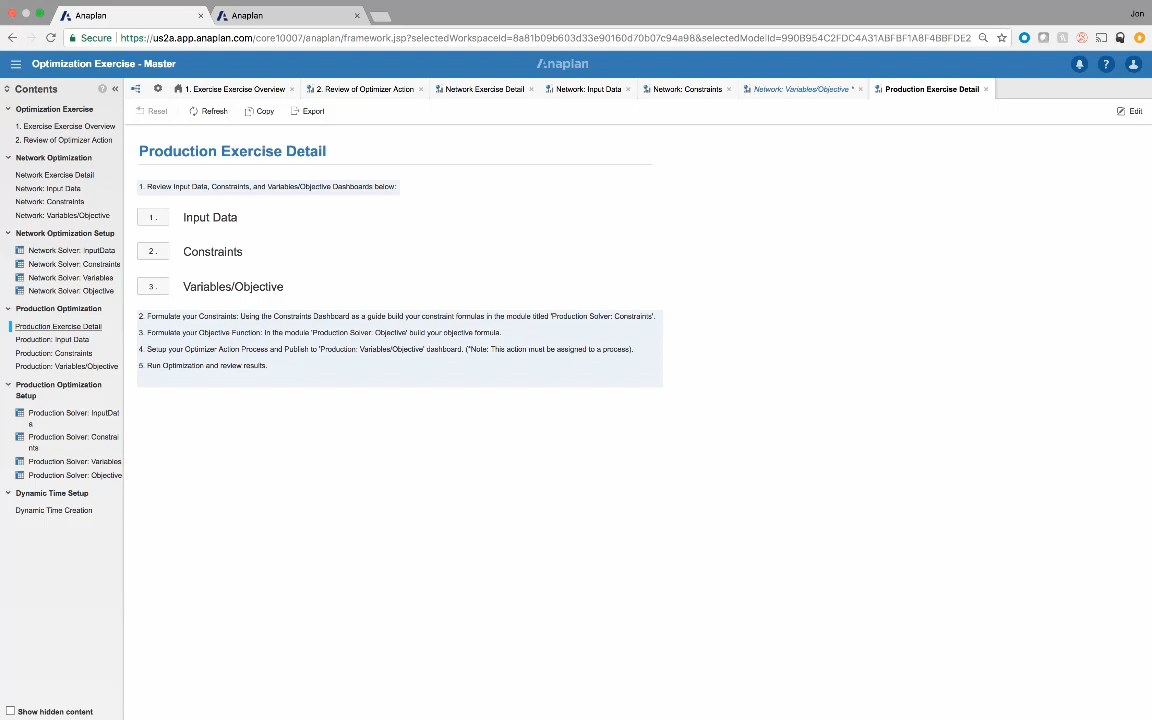 Anaplan
Anaplan
Jon
Secure
https://us2a.app.anaplan.com/core10007/anaplan/framework.jsp?selectedWorkspaceId=8a81b09b603d33e90160d70b07c94a98&selectedModelId=990B954C2FDC4A31ABFBF1A8F4BBFDE2
Optimization Exercise - Master
Anaplan
Contents
1. Exercise Exercise Overview
2. Review of Optimizer Action
Network Exercise Detail
Network: Input Data
Network: Constraints
Network: Variables/Objective *
Production Exercise Detail
Reset
Refresh
Copy
Export
Edit
Optimization Exercise
1. Exercise Exercise Overview
2. Review of Optimizer Action
Network Optimization
Network Exercise Detail
Network: Input Data
Network: Constraints
Network: Variables/Objective
Network Optimization Setup
Network Solver: InputData
Network Solver: Constraints
Network Solver: Variables
Network Solver: Objective
Production Optimization
Production Exercise Detail
Production: Input Data
Production: Constraints
Production: Variables/Objective
Production Optimization
Setup
Production Solver: InputDat
a
Production Solver: Constrai
nts
Production Solver: Variables
Production Solver: Objective
Dynamic Time Setup
Dynamic Time Creation
Show hidden content
Production Exercise Detail
1. Review Input Data, Constraints, and Variables/Objective Dashboards below:
1 .
Input Data
2 .
Constraints
3 .
Variables/Objective
2. Formulate your Constraints: Using the Constraints Dashboard as a guide build your constraint formulas in the module titled 'Production Solver: Constraints'.
3. Formulate your Objective Function: In the module 'Production Solver: Objective' build your objective formula.
4. Setup your Optimizer Action Process and Publish to 'Production: Variables/Objective' dashboard. (*Note: This action must be assigned to a process).
5. Run Optimization and review results.